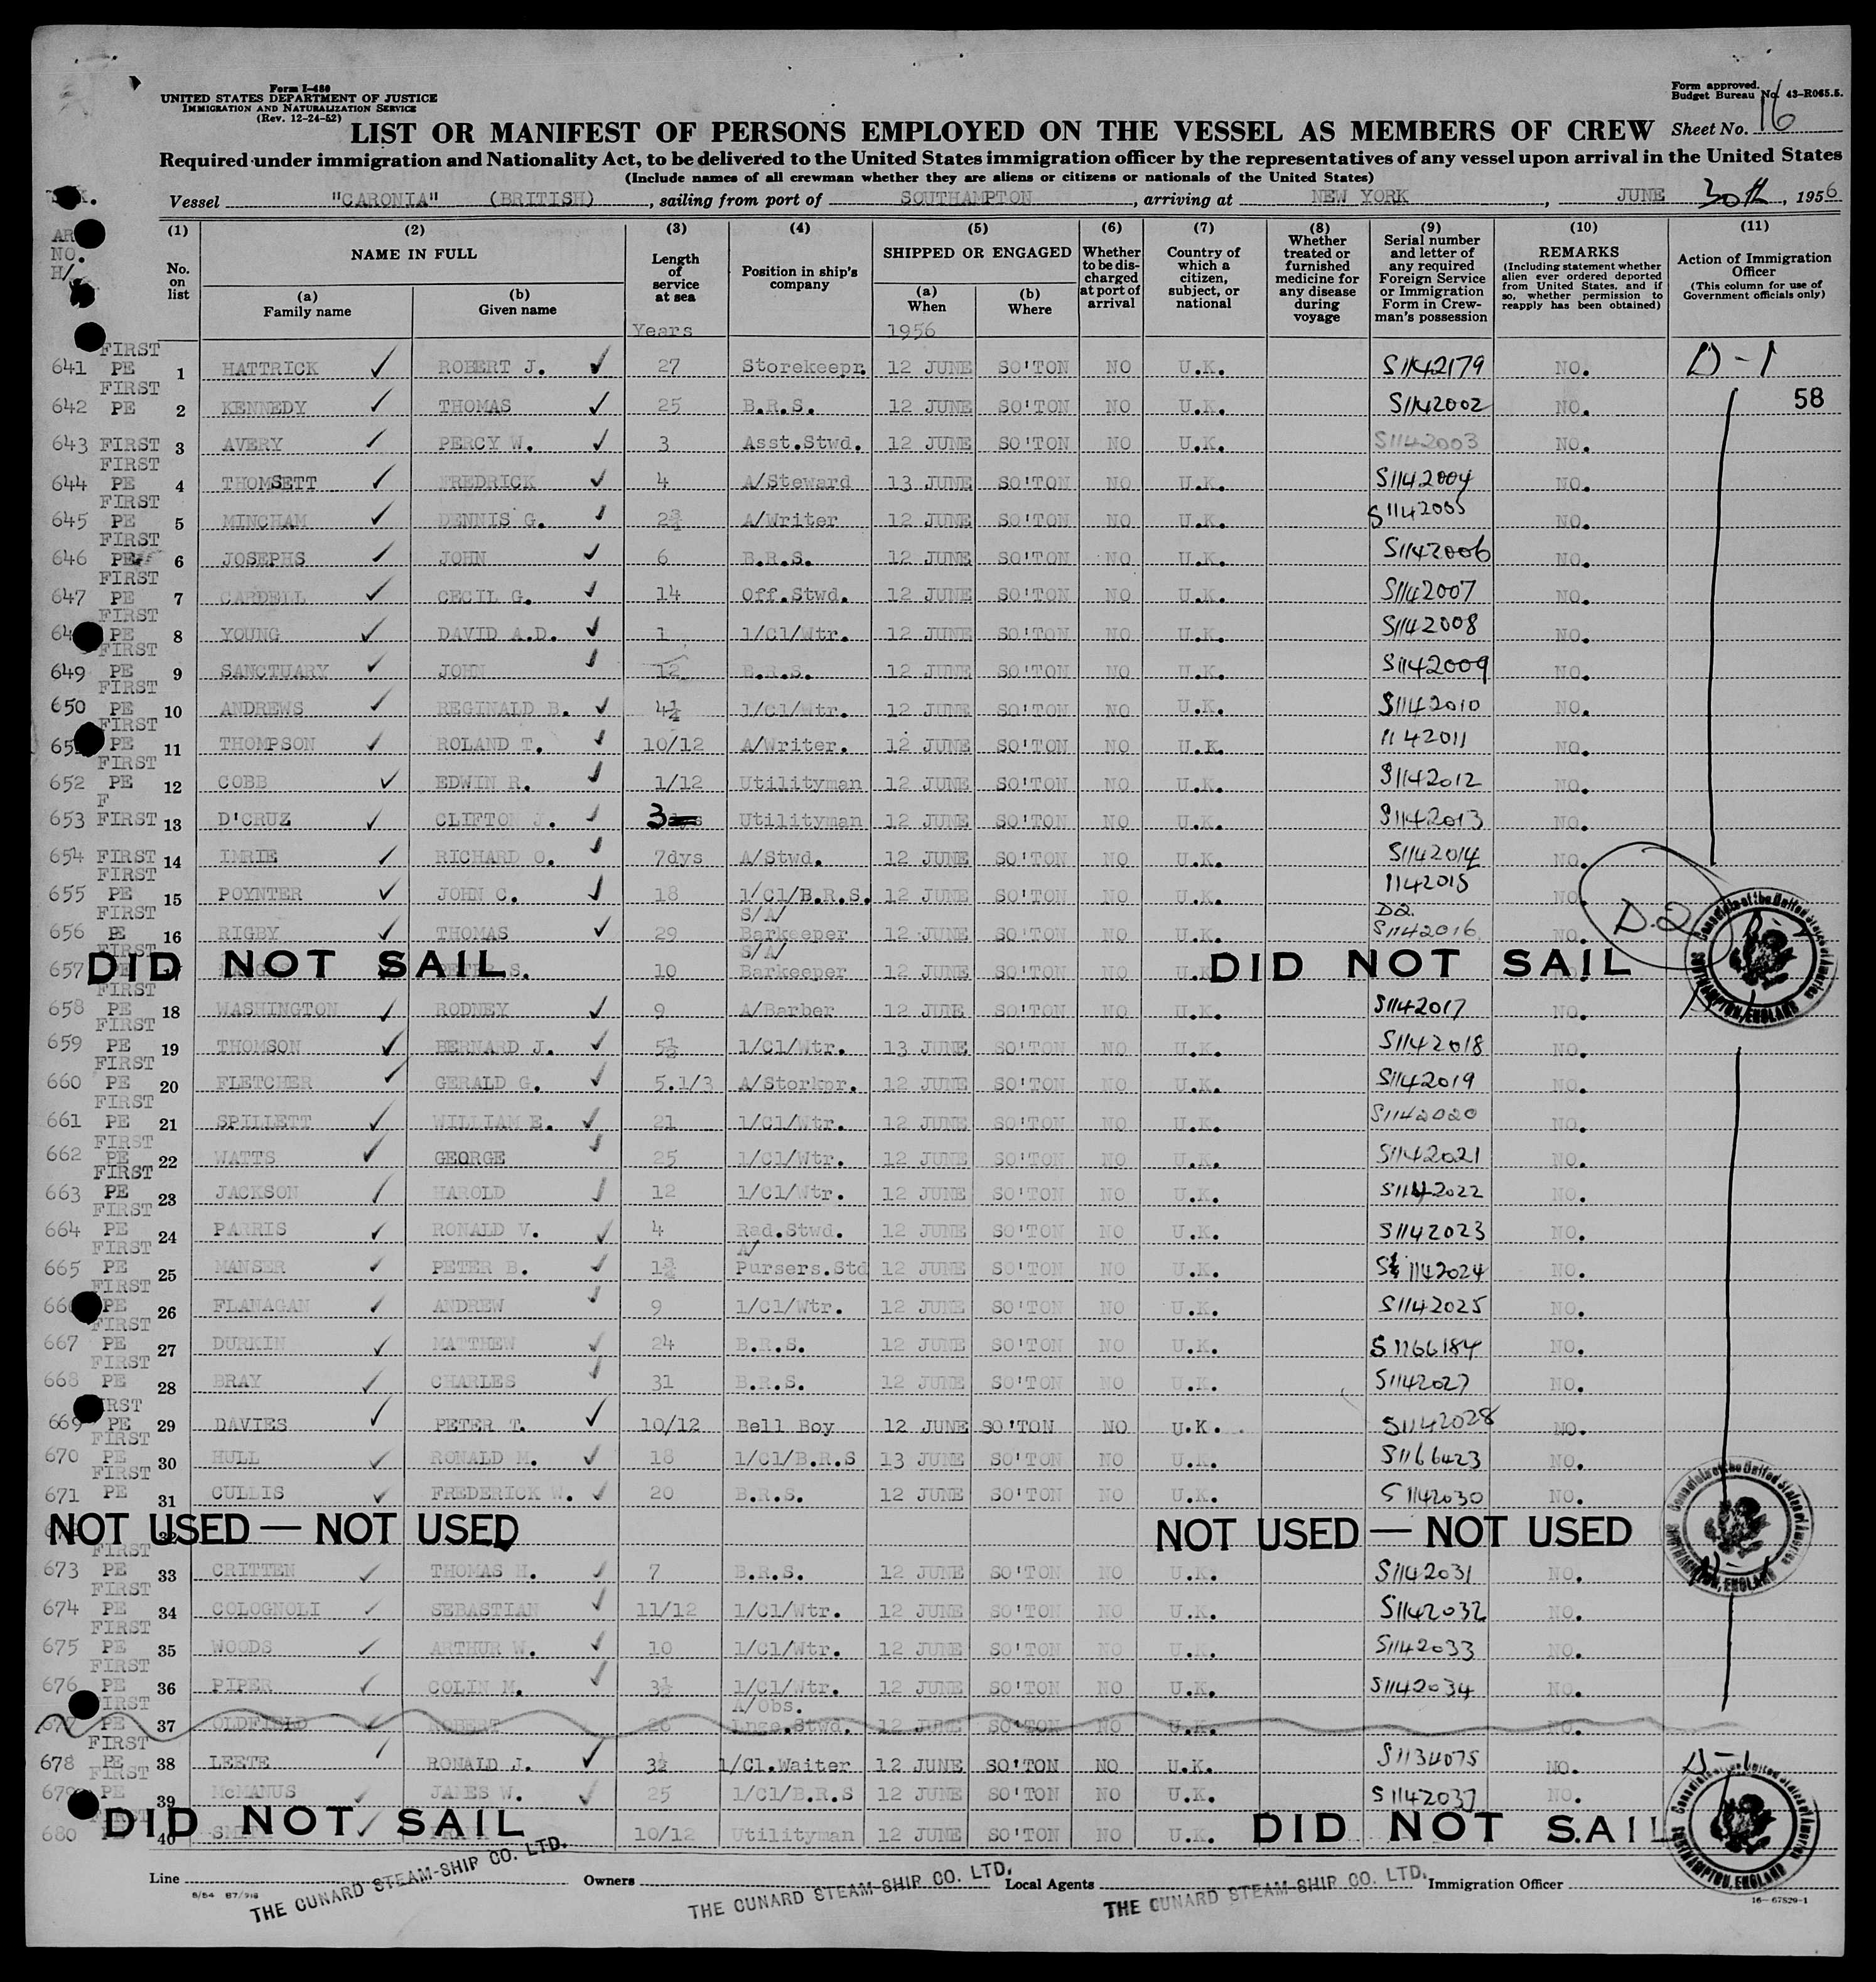 Form I-480
UNITED STATES DEPARTMENT OF JUSTICE
IMMIGRATION AND NATURALIZATION SERVICE
(Rev. 12-24-52)
Form approved.
Budget Bureau No. 43-R065.5.
LIST OR MANIFEST OF PERSONS EMPLOYED ON THE VESSEL AS MEMBERS OF CREW Sheet No. 16
Required under immigration and Nationality Act, to be delivered to the United States immigration officer by the representatives of any vessel upon arrival in the United States
(Include names of all crewman whether they are aliens or citizens or nationals of the United States)
Vessel "CARONIA" (BRITISH), sailing from port of SOUTHAMPTON, arriving at NEW YORK, JUNE 30th, 1956
(1) No. on list
(2) NAME IN FULL (a) Family name (b) Given name
(3) Length of service at sea
(4) Position in ship's company
(5) SHIPPED OR ENGAGED (a) When (b) Where
(6) Whether to be discharged at port of arrival
(7) Country of which a citizen, subject, or national
(8) Whether treated or furnished medicine for any disease during voyage
(9) Serial number and letter of any required Foreign Service or Immigration Form in Crewman's possession
(10) REMARKS (Including statement whether alien ever ordered deported from United States, and if so, whether permission to reapply has been obtained)
(11) Action of Immigration Officer (This column for use of Government officials only)
Years 1956
641 FIRST PE 1 HATTRICK ROBERT J. 27 Storekeepr. 12 JUNE SO'TON NO U.K. S1142179 NO. D-1
642 FIRST PE 2 KENNEDY THOMAS 25 B.R.S. 12 JUNE SO'TON NO U.K. S1142002 NO. 58
643 FIRST 3 AVERY PERCY W. 3 Asst.Stwd. 12 JUNE SO'TON NO U.K. S1142003 NO.
644 FIRST PE 4 THOMSETT FREDRICK 4 A/Steward 13 JUNE SO'TON NO U.K. S1142004 NO.
645 FIRST PE 5 MINCHAM DENNIS G. 2¾ A/Writer 12 JUNE SO'TON NO U.K. S1142005 NO.
646 FIRST PE 6 JOSEPHS JOHN 6 B.R.S. 12 JUNE SO'TON NO U.K. S1142006 NO.
647 FIRST PE 7 CARDELL CECIL G. 14 Off.Stwd. 12 JUNE SO'TON NO U.K. S1142007 NO.
FIRST PE 8 YOUNG DAVID A.D. 1 1/Cl/Wtr. 12 JUNE SO'TON NO U.K. S1142008 NO.
649 FIRST PE 9 SANCTUARY JOHN 12 B.R.S. 12 JUNE SO'TON NO U.K. S1142009 NO.
650 FIRST PE 10 ANDREWS REGINALD B. 4½ 1/Cl/Wtr. 12 JUNE SO'TON NO U.K. S1142010 NO.
FIRST PE 11 THOMPSON ROLAND T. 10/12 A/Writer. 12 JUNE SO'TON NO U.K. 1142011 NO.
652 FIRST PE 12 COBB EDWIN R. 1/12 Utilityman 12 JUNE SO'TON NO U.K. S1142012 NO.
653 F FIRST 13 D'CRUZ CLIFTON J. 3 Utilityman 12 JUNE SO'TON NO U.K. S1142013 NO.
654 FIRST 14 IMRIE RICHARD O. 7dys A/Stwd. 12 JUNE SO'TON NO U.K. S1142014 NO.
655 FIRST PE 15 POYNTER JOHN C. 18 1/Cl/B.R.S. 12 JUNE SO'TON NO U.K. 1142015 NO.
656 FIRST PE 16 RIGBY THOMAS 29 S/A/ Barkeeper 12 JUNE SO'TON NO U.K. D2. S1142016 NO. D.2
657 FIRST DID NOT SAIL 10 S/A/ Barkeeper 12 JUNE SO'TON NO U.K. DID NOT SAIL
658 FIRST PE 18 WASHINGTON RODNEY 9 A/Barber 12 JUNE SO'TON NO U.K. S1142017 NO.
659 FIRST PE 19 THOMSON BERNARD J. 5½ 1/Cl/Wtr. 13 JUNE SO'TON NO U.K. S1142018 NO.
660 FIRST PE 20 FLETCHER GERALD G. 5.1/3 A/Storkpr. 12 JUNE SO'TON NO U.K. S1142019 NO.
661 FIRST PE 21 SPILLETT WILLIAM E. 21 1/Cl/Wtr. 12 JUNE SO'TON NO U.K. S1142020 NO.
662 FIRST PE 22 WATTS GEORGE 25 1/Cl/Wtr. 12 JUNE SO'TON NO U.K. S1142021 NO.
663 FIRST PE 23 JACKSON HAROLD 12 1/Cl/Wtr. 12 JUNE SO'TON NO U.K. S1142022 NO.
664 FIRST PE 24 PARRIS RONALD V. 4 Rad.Stwd. 12 JUNE SO'TON NO U.K. S1142023 NO.
665 FIRST PE 25 MANSER PETER B. 1¾ A/ Pursers.Std 12 JUNE SO'TON NO U.K. S 1142024 NO.
FIRST PE 26 FLANAGAN ANDREW 9 1/Cl/Wtr. 12 JUNE SO'TON NO U.K. S1142025 NO.
667 FIRST PE 27 DURKIN MATTHEW 24 B.R.S. 12 JUNE SO'TON NO U.K. S1166184 NO.
668 FIRST PE 28 BRAY CHARLES 31 B.R.S. 12 JUNE SO'TON NO U.K. S1142027 NO.
669 PE 29 DAVIES PETER T. 10/12 Bell Boy 12 JUNE SO'TON NO U.K. S1142028 NO.
670 FIRST PE 30 HULL RONALD M. 18 1/Cl/B.R.S 13 JUNE SO'TON NO U.K. S1166423 NO.
671 FIRST PE 31 CULLIS FREDERICK W. 20 B.R.S. 12 JUNE SO'TON NO U.K. S1142030 NO.
NOT USED — NOT USED NOT USED — NOT USED
673 FIRST PE 33 CRITTEN THOMAS H. 7 B.R.S. 12 JUNE SO'TON NO U.K. S1142031 NO.
674 FIRST PE 34 COLOGNOLI SEBASTIAN 11/12 1/Cl/Wtr. 12 JUNE SO'TON NO U.K. S1142032 NO.
675 FIRST PE 35 WOODS ARTHUR W. 10 1/Cl/Wtr. 12 JUNE SO'TON NO U.K. S1142033 NO.
676 FIRST PE 36 PIPER COLIN M. 3½ 1/Cl/Wtr. 12 JUNE SO'TON NO U.K. S1142034 NO.
677 PE 37 OLDFIELD ROBERT A/Obs. Lnge.Stwd. 12 JUNE SO'TON NO U.K. NO.
678 FIRST PE 38 LEETE RONALD J. 3½ 1/Cl.Waiter 12 JUNE SO'TON NO U.K. S1134075 NO. D-1
679 FIRST PE 39 McMANUS JAMES W. 25 1/Cl/B.R.S 12 JUNE SO'TON NO U.K. S1142037 NO.
680 40 DID NOT SAIL 10/12 Utilityman 12 JUNE SO'TON NO U.K. DID NOT SAIL
Line THE CUNARD STEAM-SHIP CO. LTD. Owners THE CUNARD STEAM-SHIP CO. LTD. Local Agents THE CUNARD STEAM-SHIP CO. LTD. Immigration Officer
16—67829-1